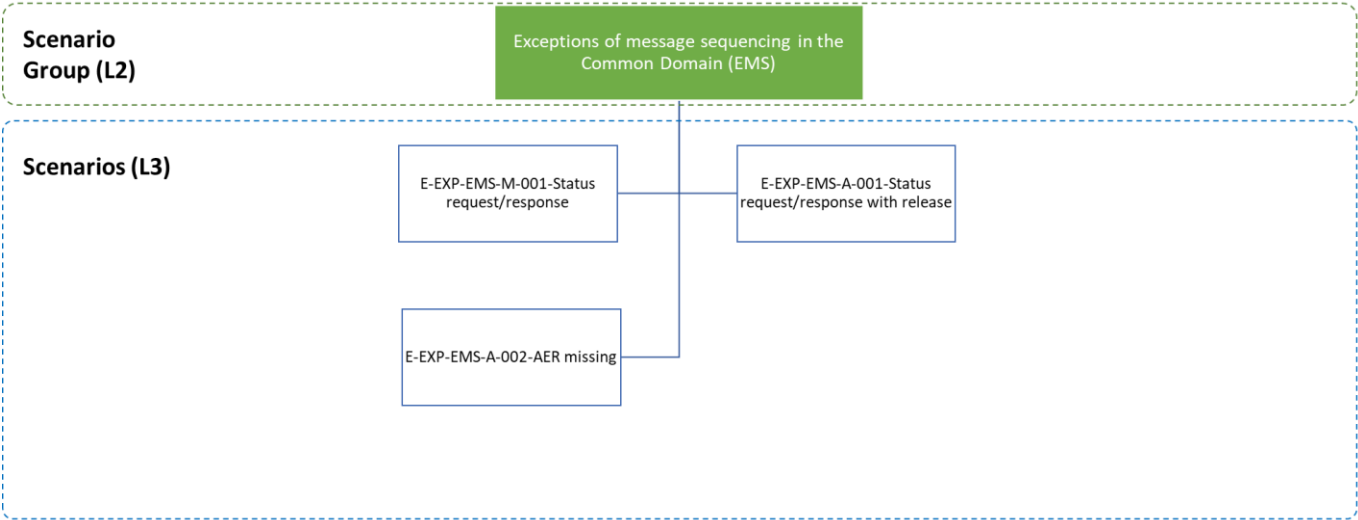 Scenario
Group (L2)
Exceptions of message sequencing in the
Common Domain (EMS)
Scenarios (L3)
E-EXP-EMS-M-001-Status
request/response
E-EXP-EMS-A-001-Status
request/response with release
E-EXP-EMS-A-002-AER missing